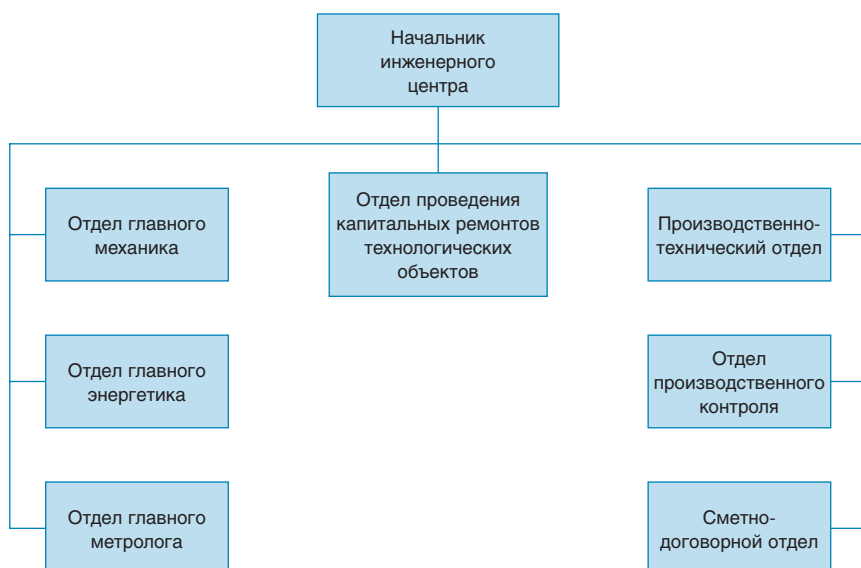 Начальник
инженерного
центра
Отдел главного
механика
Отдел проведения
капитальных ремонтов
технологических
объектов
Производственно-
технический отдел
Отдел главного
энергетика
Отдел
производственного
контроля
Отдел главного
метролога
Сметно-
договорной отдел